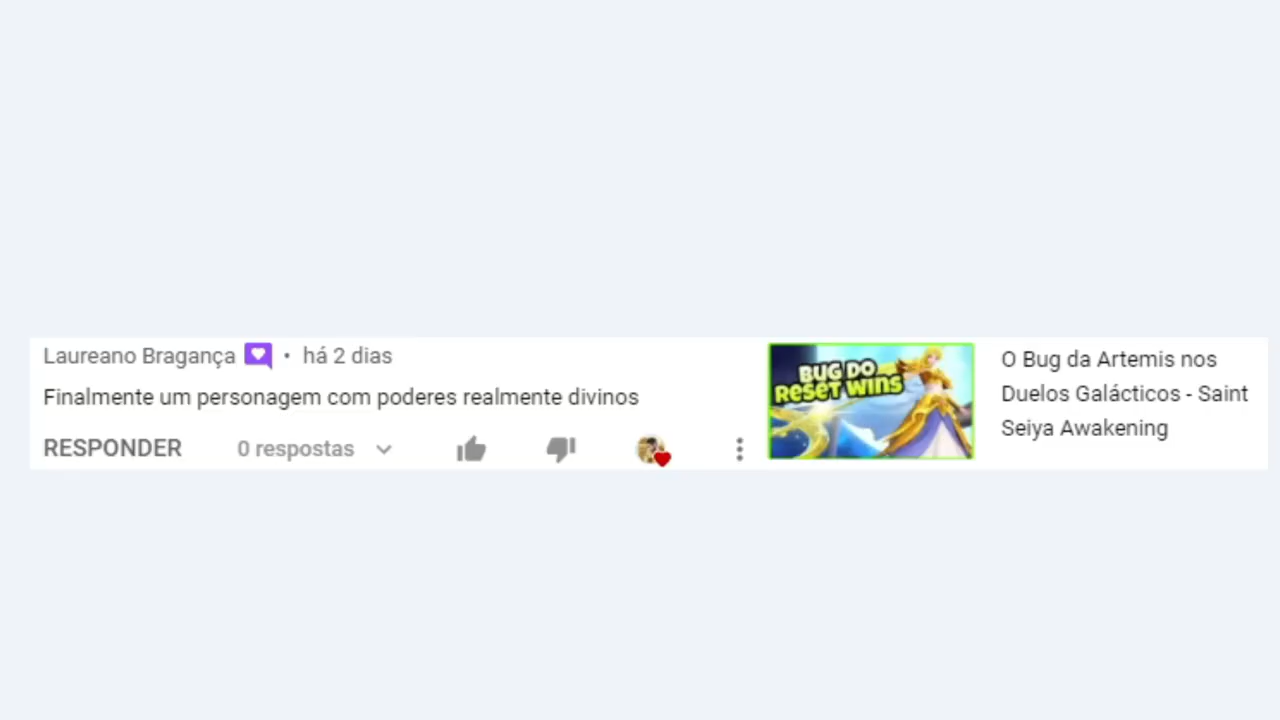 Laureano Bragança • há 2 dias
Finalmente um personagem com poderes realmente divinos
RESPONDER 0 respostas
BUG DO
RESET WINS
O Bug da Artemis nos
Duelos Galácticos - Saint
Seiya Awakening